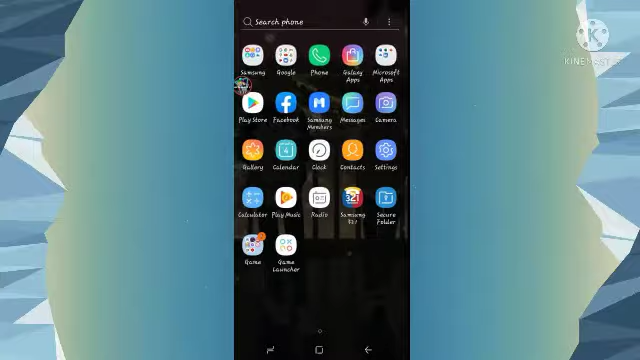 Search phone
KINEMASTER
Samsung Google Phone Galaxy Apps Microsoft Apps
Play Store Facebook Samsung Members Messages Camera
Gallery Calendar Clock Contacts Settings
Calculator Play Music Radio Samsung 321 Secure Folder
Game Game Launcher